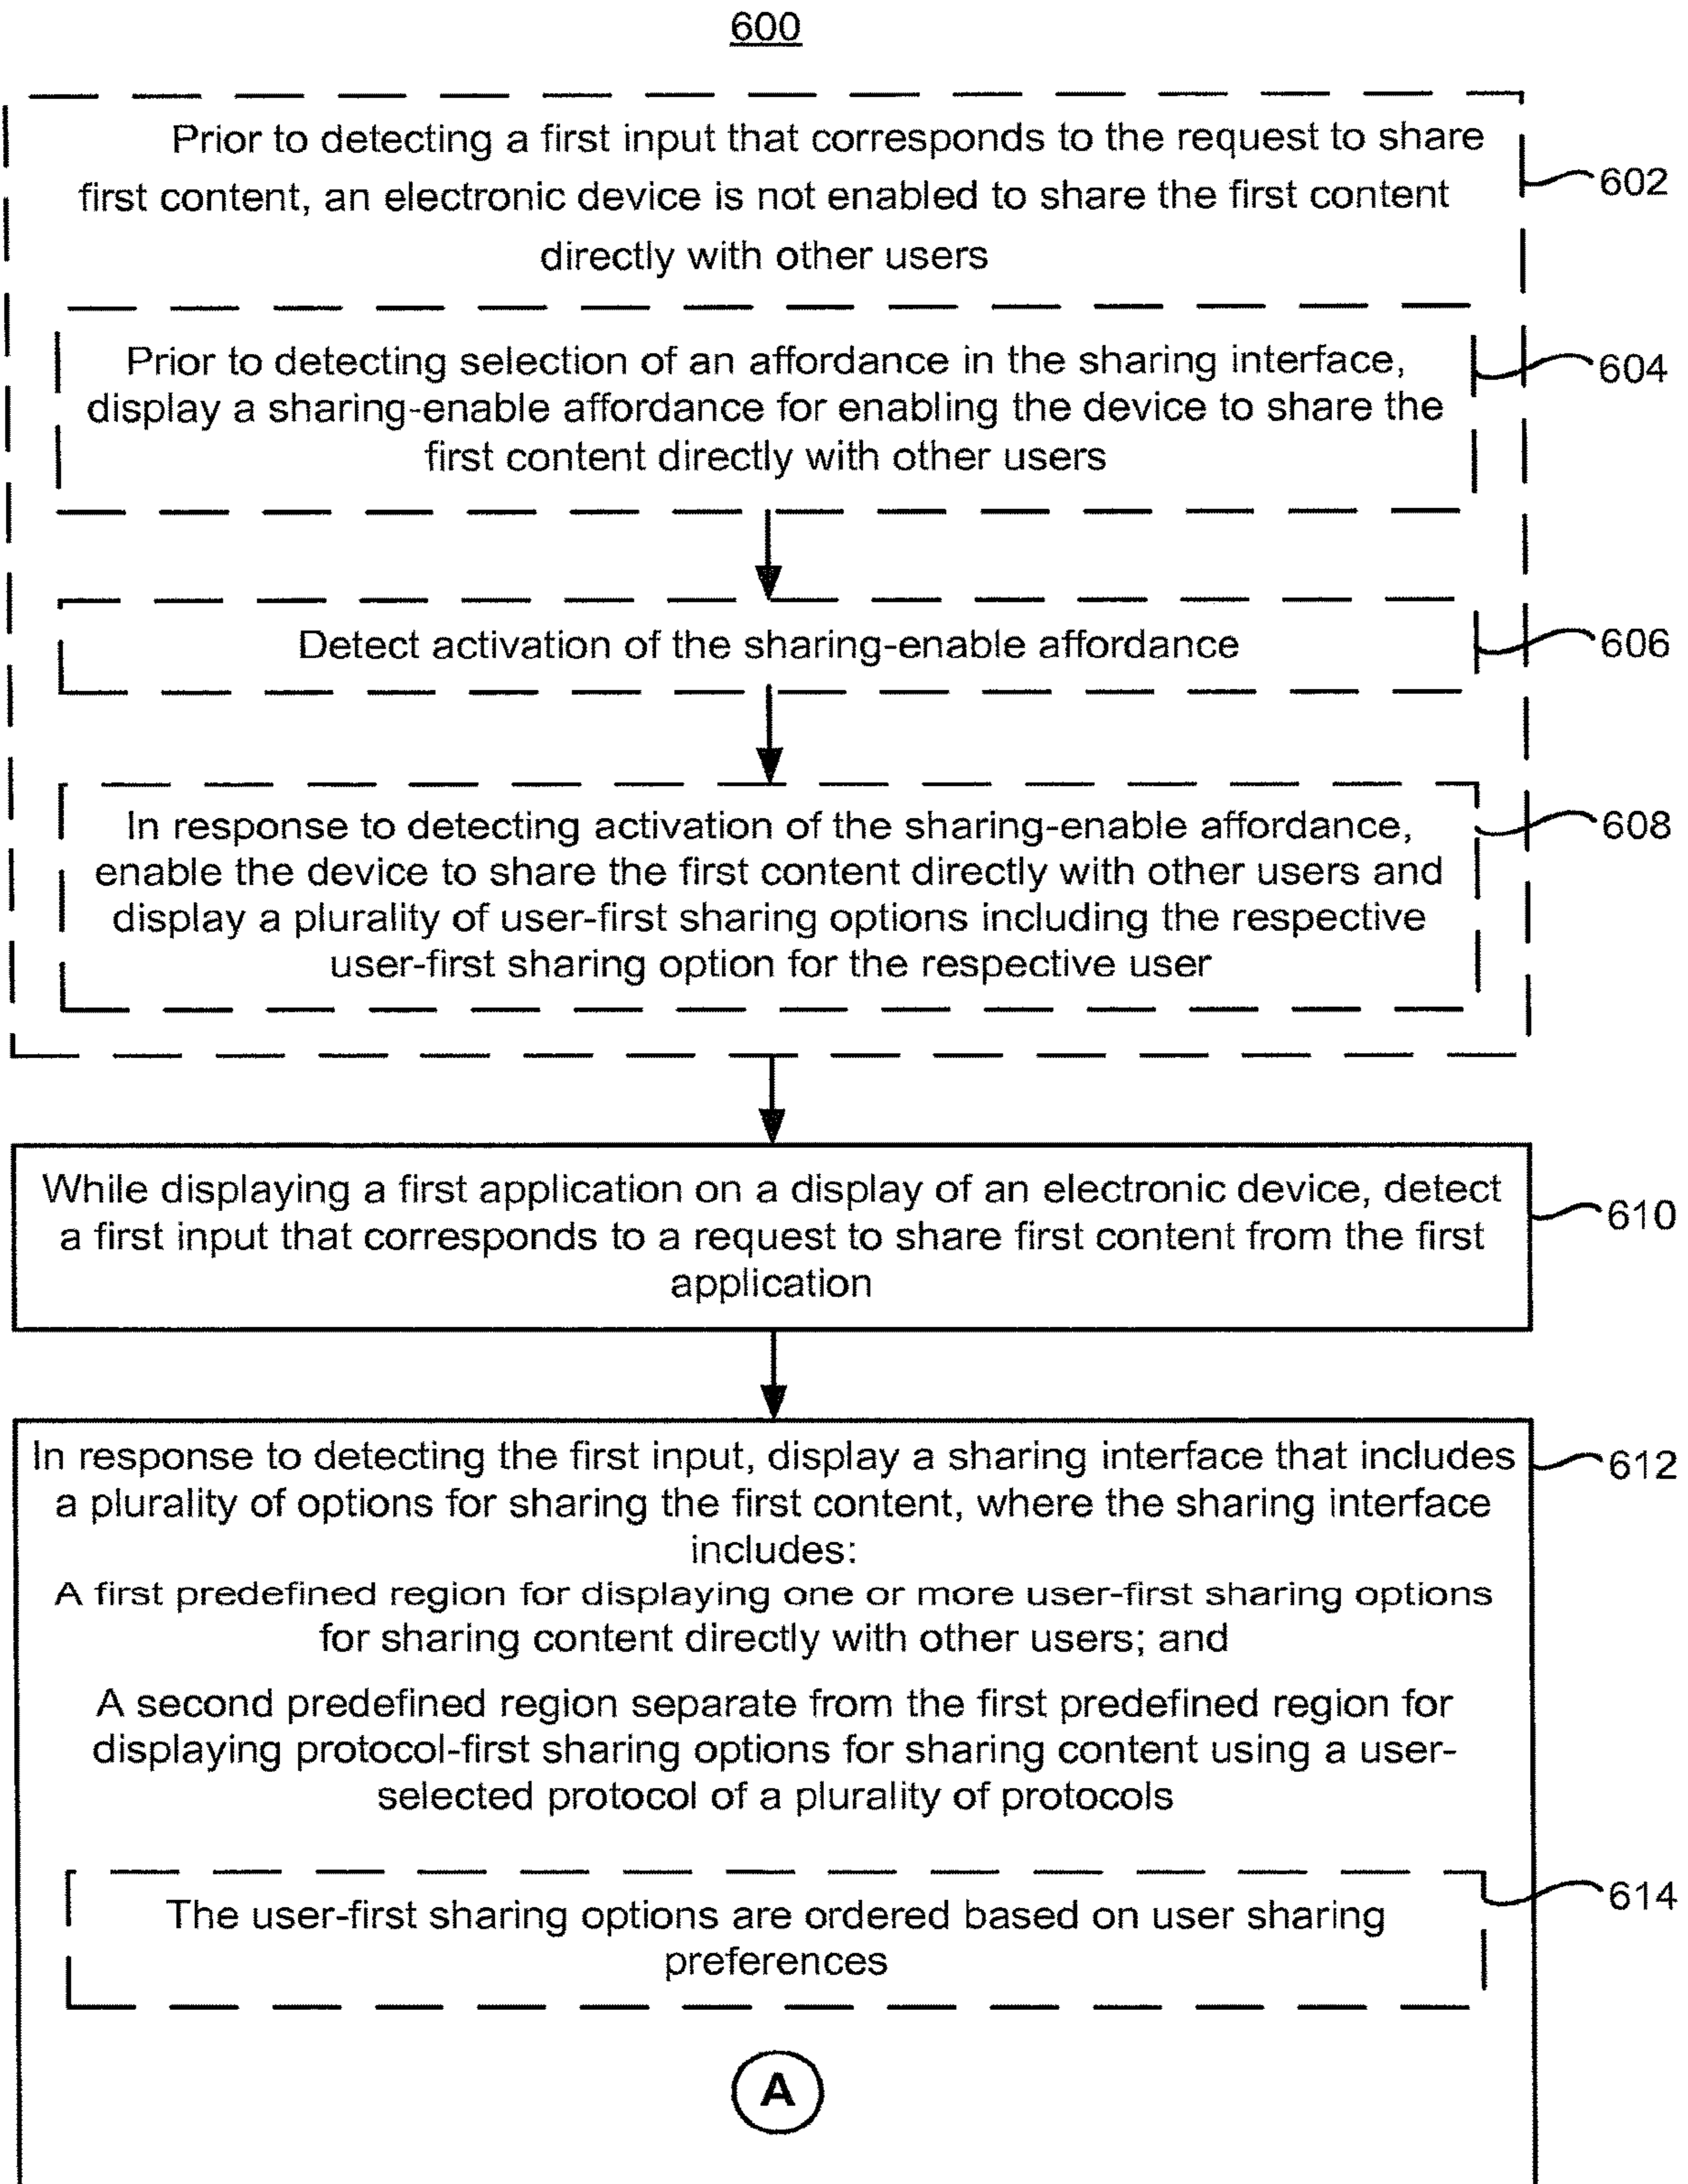 600
Prior to detecting a first input that corresponds to the request to share
first content, an electronic device is not enabled to share the first content
directly with other users
602
Prior to detecting selection of an affordance in the sharing interface,
display a sharing-enable affordance for enabling the device to share the
first content directly with other users
604
Detect activation of the sharing-enable affordance
606
In response to detecting activation of the sharing-enable affordance,
enable the device to share the first content directly with other users and
display a plurality of user-first sharing options including the respective
user-first sharing option for the respective user
608
While displaying a first application on a display of an electronic device, detect
a first input that corresponds to a request to share first content from the first
application
610
In response to detecting the first input, display a sharing interface that includes
a plurality of options for sharing the first content, where the sharing interface
includes:
A first predefined region for displaying one or more user-first sharing options
for sharing content directly with other users; and
A second predefined region separate from the first predefined region for
displaying protocol-first sharing options for sharing content using a user-
selected protocol of a plurality of protocols
612
The user-first sharing options are ordered based on user sharing
preferences
614
A